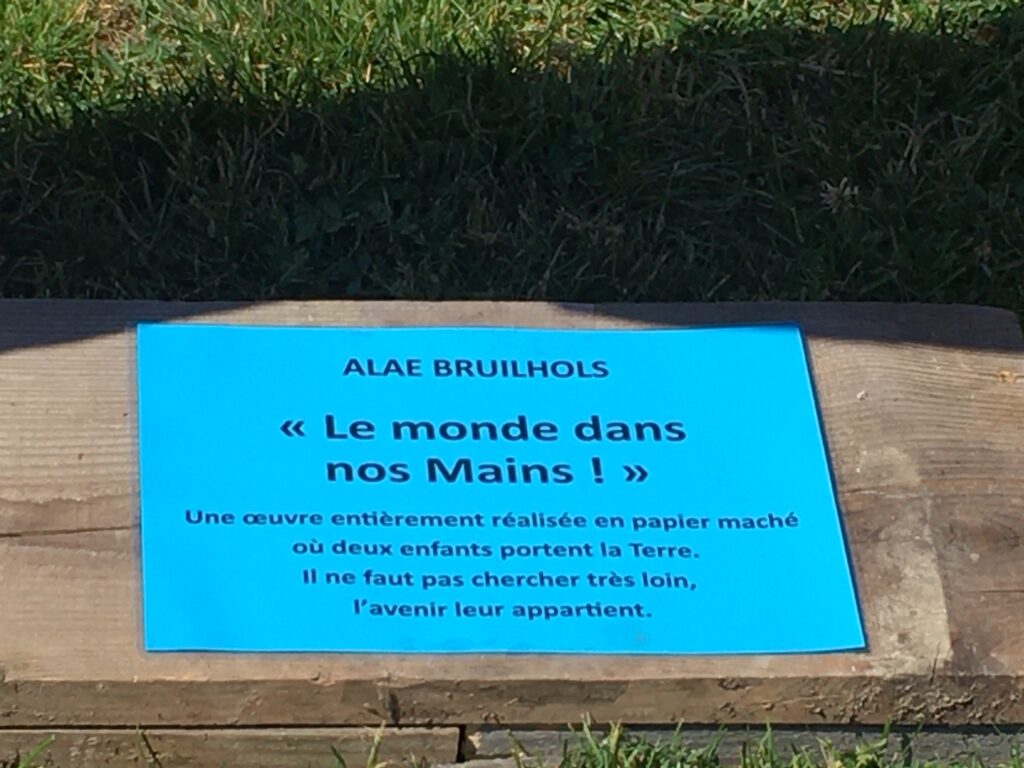 ALAE BRUILHOLS
« Le monde dans
nos Mains ! »
Une œuvre entièrement réalisée en papier maché
où deux enfants portent la Terre.
Il ne faut pas chercher très loin,
l'avenir leur appartient.